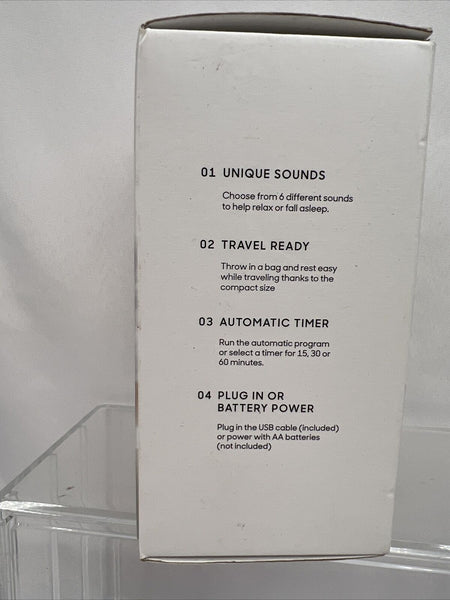 01 UNIQUE SOUNDS
Choose from 6 different sounds
to help relax or fall asleep.
02 TRAVEL READY
Throw in a bag and rest easy
while traveling thanks to the
compact size
03 AUTOMATIC TIMER
Run the automatic program
or select a timer for 15, 30 or
60 minutes.
04 PLUG IN OR
BATTERY POWER
Plug in the USB cable (included)
or power with AA batteries
(not included)